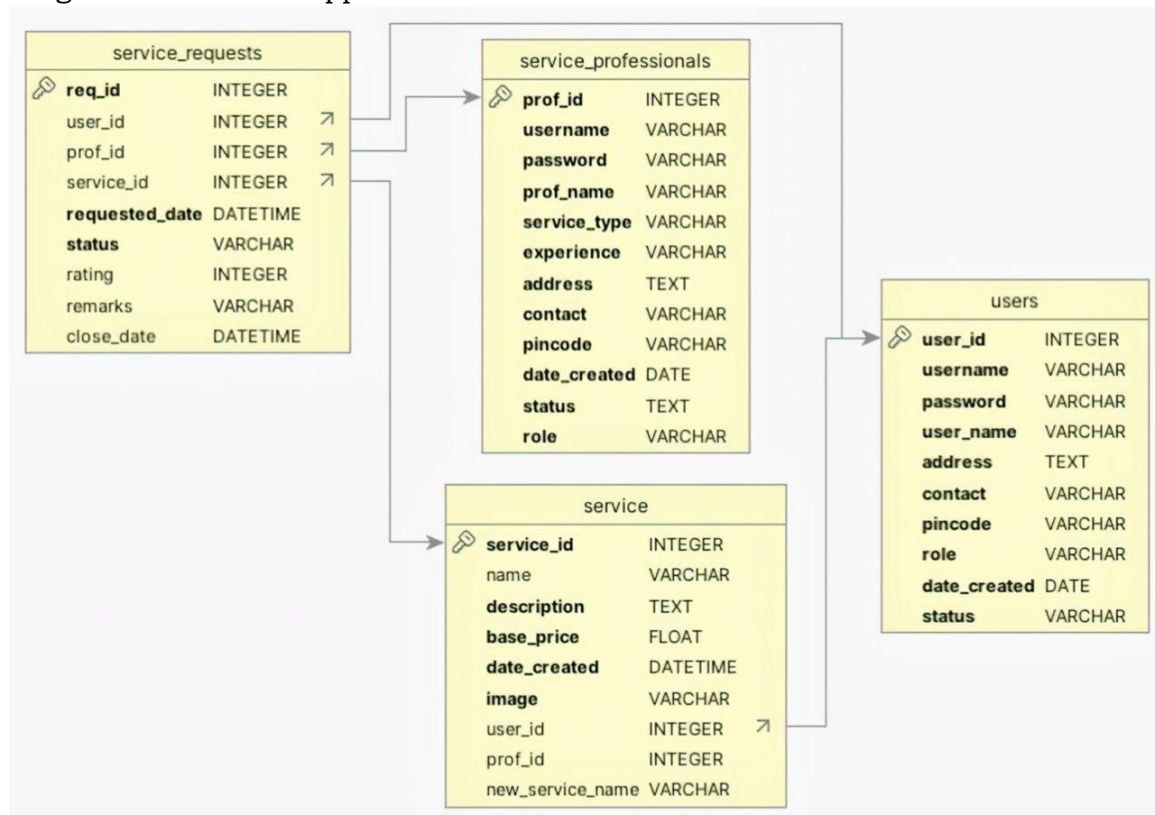 service_requests
req_id INTEGER
user_id INTEGER
prof_id INTEGER
service_id INTEGER
requested_date DATETIME
status VARCHAR
rating INTEGER
remarks VARCHAR
close_date DATETIME
service_professionals
prof_id INTEGER
username VARCHAR
password VARCHAR
prof_name VARCHAR
service_type VARCHAR
experience VARCHAR
address TEXT
contact VARCHAR
pincode VARCHAR
date_created DATE
status TEXT
role VARCHAR
users
user_id INTEGER
username VARCHAR
password VARCHAR
user_name VARCHAR
address TEXT
contact VARCHAR
pincode VARCHAR
role VARCHAR
date_created DATE
status VARCHAR
service
service_id INTEGER
name VARCHAR
description TEXT
base_price FLOAT
date_created DATETIME
image VARCHAR
user_id INTEGER
prof_id INTEGER
new_service_name VARCHAR